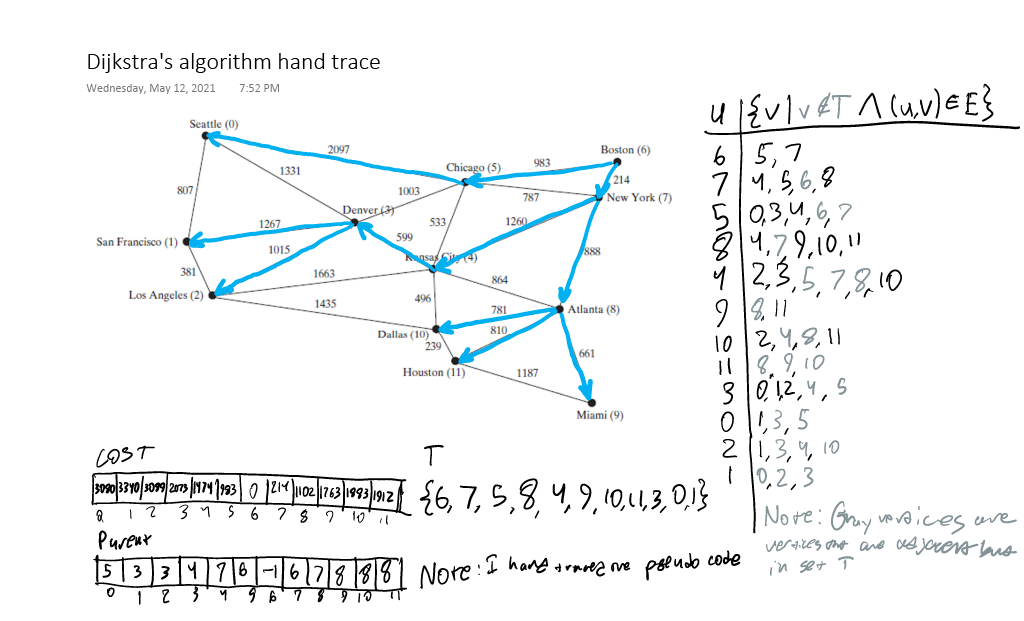 Dijkstra's algorithm hand trace
Wednesday, May 12, 2021 7:52 PM
Seattle (0)
2097
Boston (6)
1331
Chicago (5)
983
214
807
1003
787
New York (7)
Denver (3)
1267
533
1260
San Francisco (1)
599
888
1015
Kansas City (4)
381
1663
864
Los Angeles (2)
496
1435
781
Atlanta (8)
Dallas (10)
810
239
661
Houston (11)
1187
Miami (9)
u {v | v ∉ T ∧ (u,v) ∈ E}
6 5, 7
7 4, 5, 6, 8
5 0, 3, 4, 6, 7
8 4, 7, 9, 10, 11
4 2, 3, 5, 7, 8, 10
9 8, 11
10 2, 4, 8, 11
11 8, 9, 10
3 0, 1, 2, 4, 5
0 1, 3, 5
2 1, 3, 4, 10
1 0, 2, 3
Note: Gray vertices are
vertices that are adjacent but
in set T
COST
3080 3340 3088 2073 1474 983 0 214 1102 1763 1883 1912
0 1 2 3 4 5 6 7 8 9 10 11
T
{6, 7, 5, 8, 4, 9, 10, 11, 3, 0, 1}
Parent
5 3 3 4 7 6 -1 6 7 8 8 8
0 1 2 3 4 5 6 7 8 9 10 11
Note: I hand traced the pseudo code